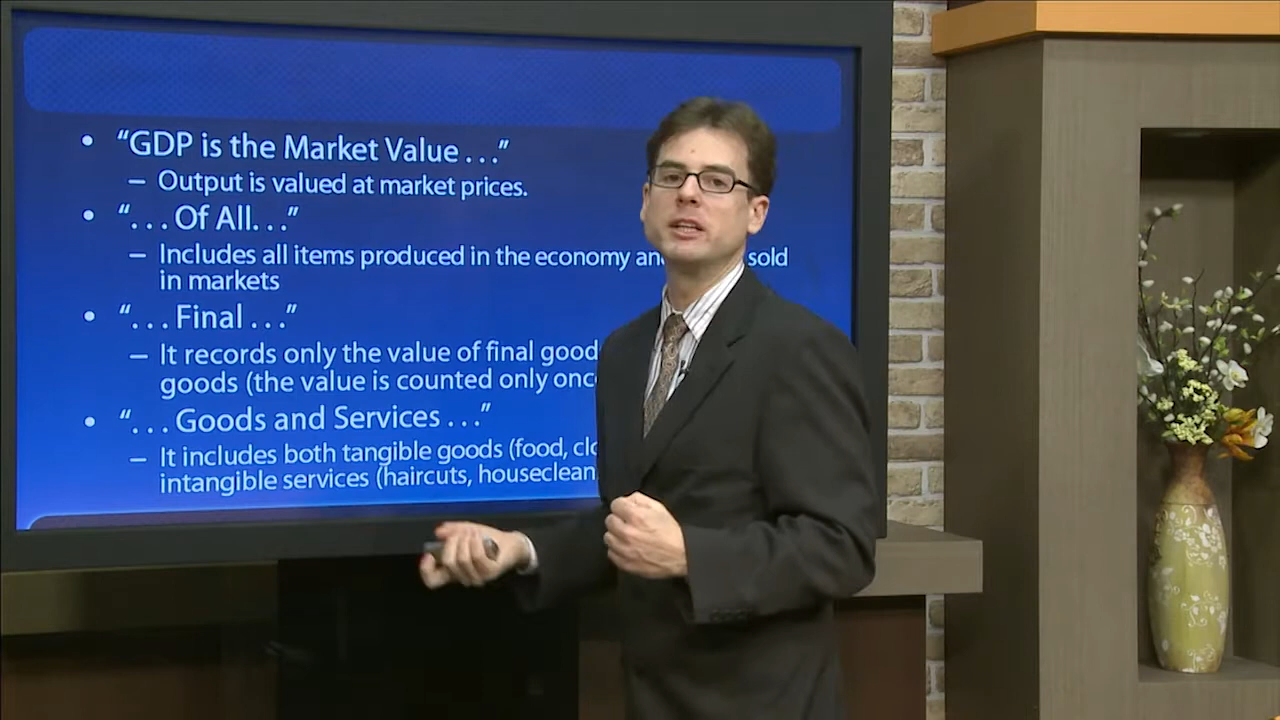 • “GDP is the Market Value . . .”
– Output is valued at market prices.
• “. . . Of All. . .”
– Includes all items produced in the economy sold
in markets
• “. . . Final . . .”
– It records only the value of final
goods (the value is counted only
• “. . . Goods and Services . . .”
– It includes both tangible goods (food,
intangible services (haircuts,